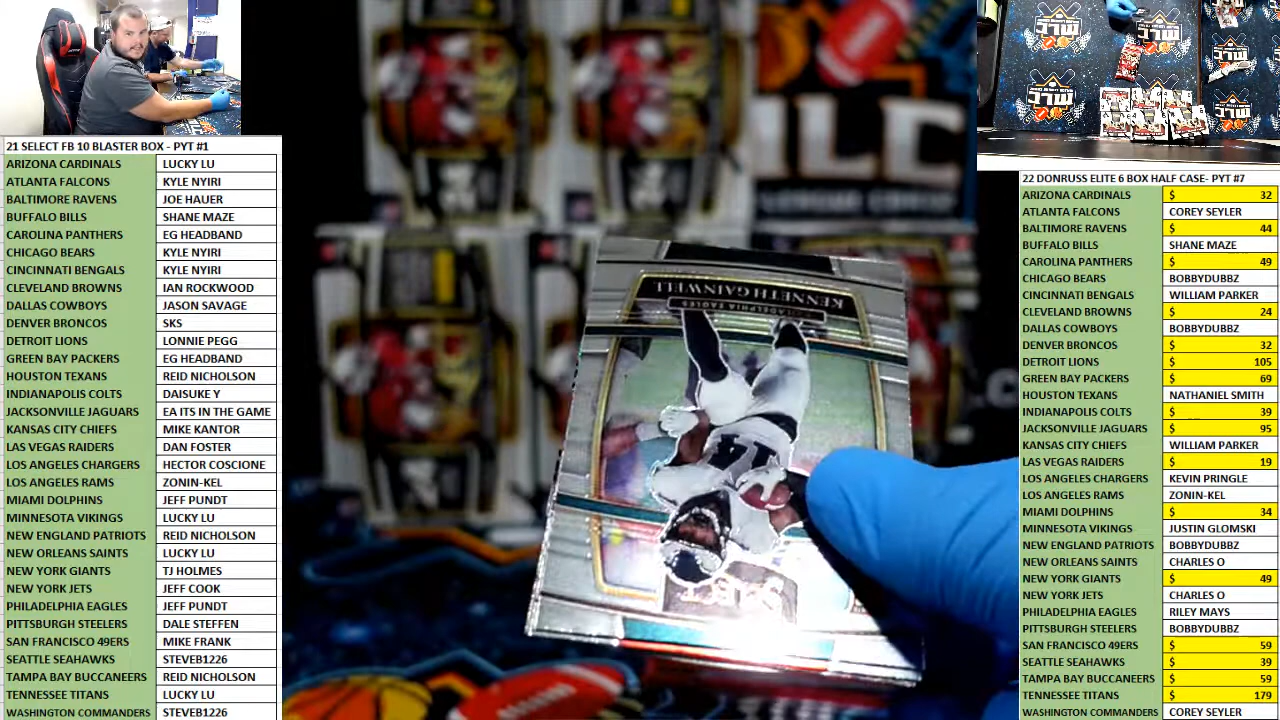 21 SELECT FB 10 BLASTER BOX - PYT #1
ARIZONA CARDINALS LUCKY LU
ATLANTA FALCONS KYLE NYIRI
BALTIMORE RAVENS JOE HAUER
BUFFALO BILLS SHANE MAZE
CAROLINA PANTHERS EG HEADBAND
CHICAGO BEARS KYLE NYIRI
CINCINNATI BENGALS KYLE NYIRI
CLEVELAND BROWNS IAN ROCKWOOD
DALLAS COWBOYS JASON SAVAGE
DENVER BRONCOS SKS
DETROIT LIONS LONNIE PEGG
GREEN BAY PACKERS EG HEADBAND
HOUSTON TEXANS REID NICHOLSON
INDIANAPOLIS COLTS DAISUKE Y
JACKSONVILLE JAGUARS EA ITS IN THE GAME
KANSAS CITY CHIEFS MIKE KANTOR
LAS VEGAS RAIDERS DAN FOSTER
LOS ANGELES CHARGERS HECTOR COSCIONE
LOS ANGELES RAMS ZONIN-KEL
MIAMI DOLPHINS JEFF PUNDT
MINNESOTA VIKINGS LUCKY LU
NEW ENGLAND PATRIOTS REID NICHOLSON
NEW ORLEANS SAINTS LUCKY LU
NEW YORK GIANTS TJ HOLMES
NEW YORK JETS JEFF COOK
PHILADELPHIA EAGLES JEFF PUNDT
PITTSBURGH STEELERS DALE STEFFEN
SAN FRANCISCO 49ERS MIKE FRANK
SEATTLE SEAHAWKS STEVEB1226
TAMPA BAY BUCCANEERS REID NICHOLSON
TENNESSEE TITANS LUCKY LU
WASHINGTON COMMANDERS STEVEB1226
KENNETH GAINWELL
PHILADELPHIA EAGLES
22 DONRUSS ELITE 6 BOX HALF CASE- PYT #7
ARIZONA CARDINALS $ 32
ATLANTA FALCONS COREY SEYLER
BALTIMORE RAVENS $ 44
BUFFALO BILLS SHANE MAZE
CAROLINA PANTHERS $ 49
CHICAGO BEARS BOBBYDUBBZ
CINCINNATI BENGALS WILLIAM PARKER
CLEVELAND BROWNS $ 24
DALLAS COWBOYS BOBBYDUBBZ
DENVER BRONCOS $ 32
DETROIT LIONS $ 105
GREEN BAY PACKERS $ 69
HOUSTON TEXANS NATHANIEL SMITH
INDIANAPOLIS COLTS $ 39
JACKSONVILLE JAGUARS $ 95
KANSAS CITY CHIEFS WILLIAM PARKER
LAS VEGAS RAIDERS $ 19
LOS ANGELES CHARGERS KEVIN PRINGLE
LOS ANGELES RAMS ZONIN-KEL
MIAMI DOLPHINS $ 34
MINNESOTA VIKINGS JUSTIN GLOMSKI
NEW ENGLAND PATRIOTS BOBBYDUBBZ
NEW ORLEANS SAINTS CHARLES O
NEW YORK GIANTS $ 49
NEW YORK JETS CHARLES O
PHILADELPHIA EAGLES RILEY MAYS
PITTSBURGH STEELERS BOBBYDUBBZ
SAN FRANCISCO 49ERS $ 59
SEATTLE SEAHAWKS $ 39
TAMPA BAY BUCCANEERS $ 59
TENNESSEE TITANS $ 179
WASHINGTON COMMANDERS COREY SEYLER